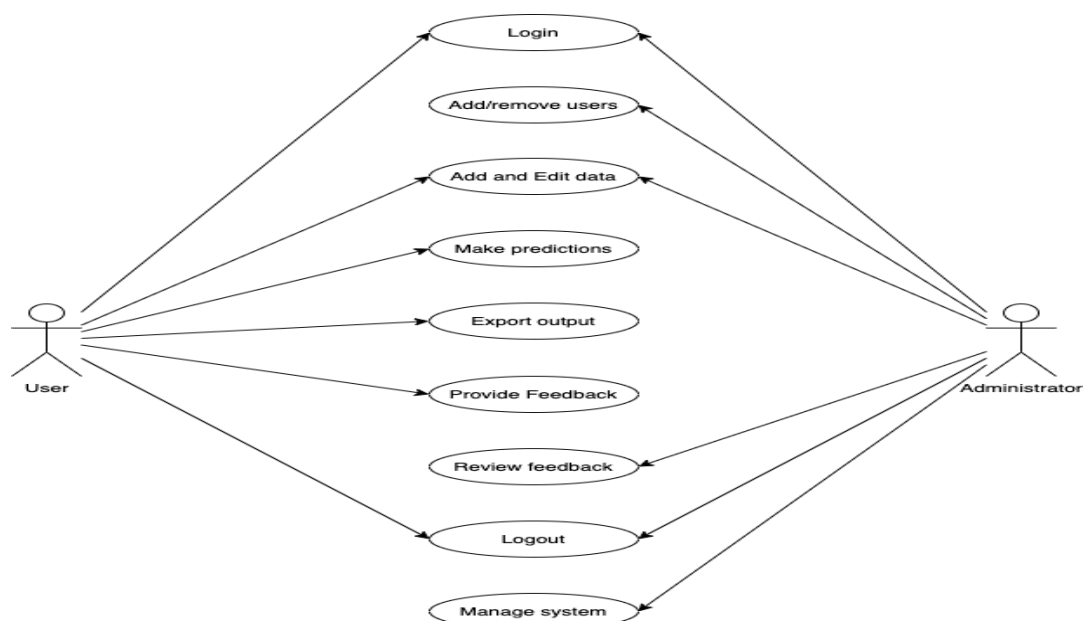 Login
Add/remove users
Add and Edit data
Make predictions
Export output
User
Provide Feedback
Administrator
Review feedback
Logout
Manage system